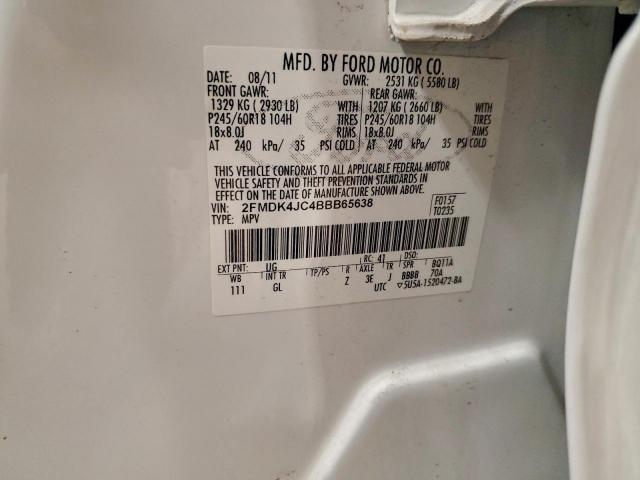 MFD. BY FORD MOTOR CO.
DATE: 08/11 GVWR: 2531 KG ( 5580 LB)
FRONT GAWR: REAR GAWR:
1329 KG ( 2930 LB) WITH 1207 KG ( 2660 LB) WITH
P245/60R18 104H TIRES P245/60R18 104H TIRES
18x8.0J RIMS 18x8.0J RIMS
AT 240 kPa/ 35 PSI COLD AT 240 kPa/ 35 PSI COLD
THIS VEHICLE CONFORMS TO ALL APPLICABLE FEDERAL MOTOR
VEHICLE SAFETY AND THEFT PREVENTION STANDARDS IN
EFFECT ON THE DATE OF MANUFACTURE SHOWN ABOVE.
VIN: 2FMDK4JC4BBB65638 F0157
TYPE: MPV T0235
EXT PNT: UG RC: 41 DSO:
WB INT TR TP/PS R AXLE TR SPR BQ11A
111 GL Z 3E J BBBB 70A
UTC ▽5U5A-1520472-BA